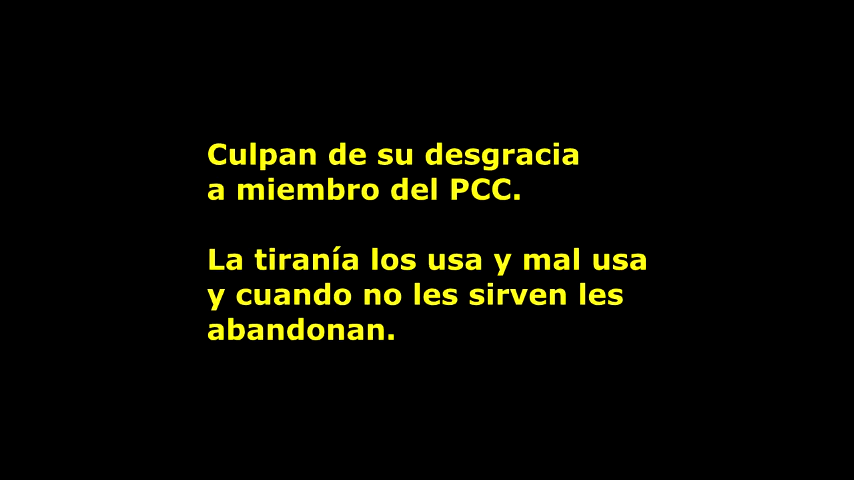 Culpan de su desgracia
a miembro del PCC.
La tiranía los usa y mal usa
y cuando no les sirven les
abandonan.